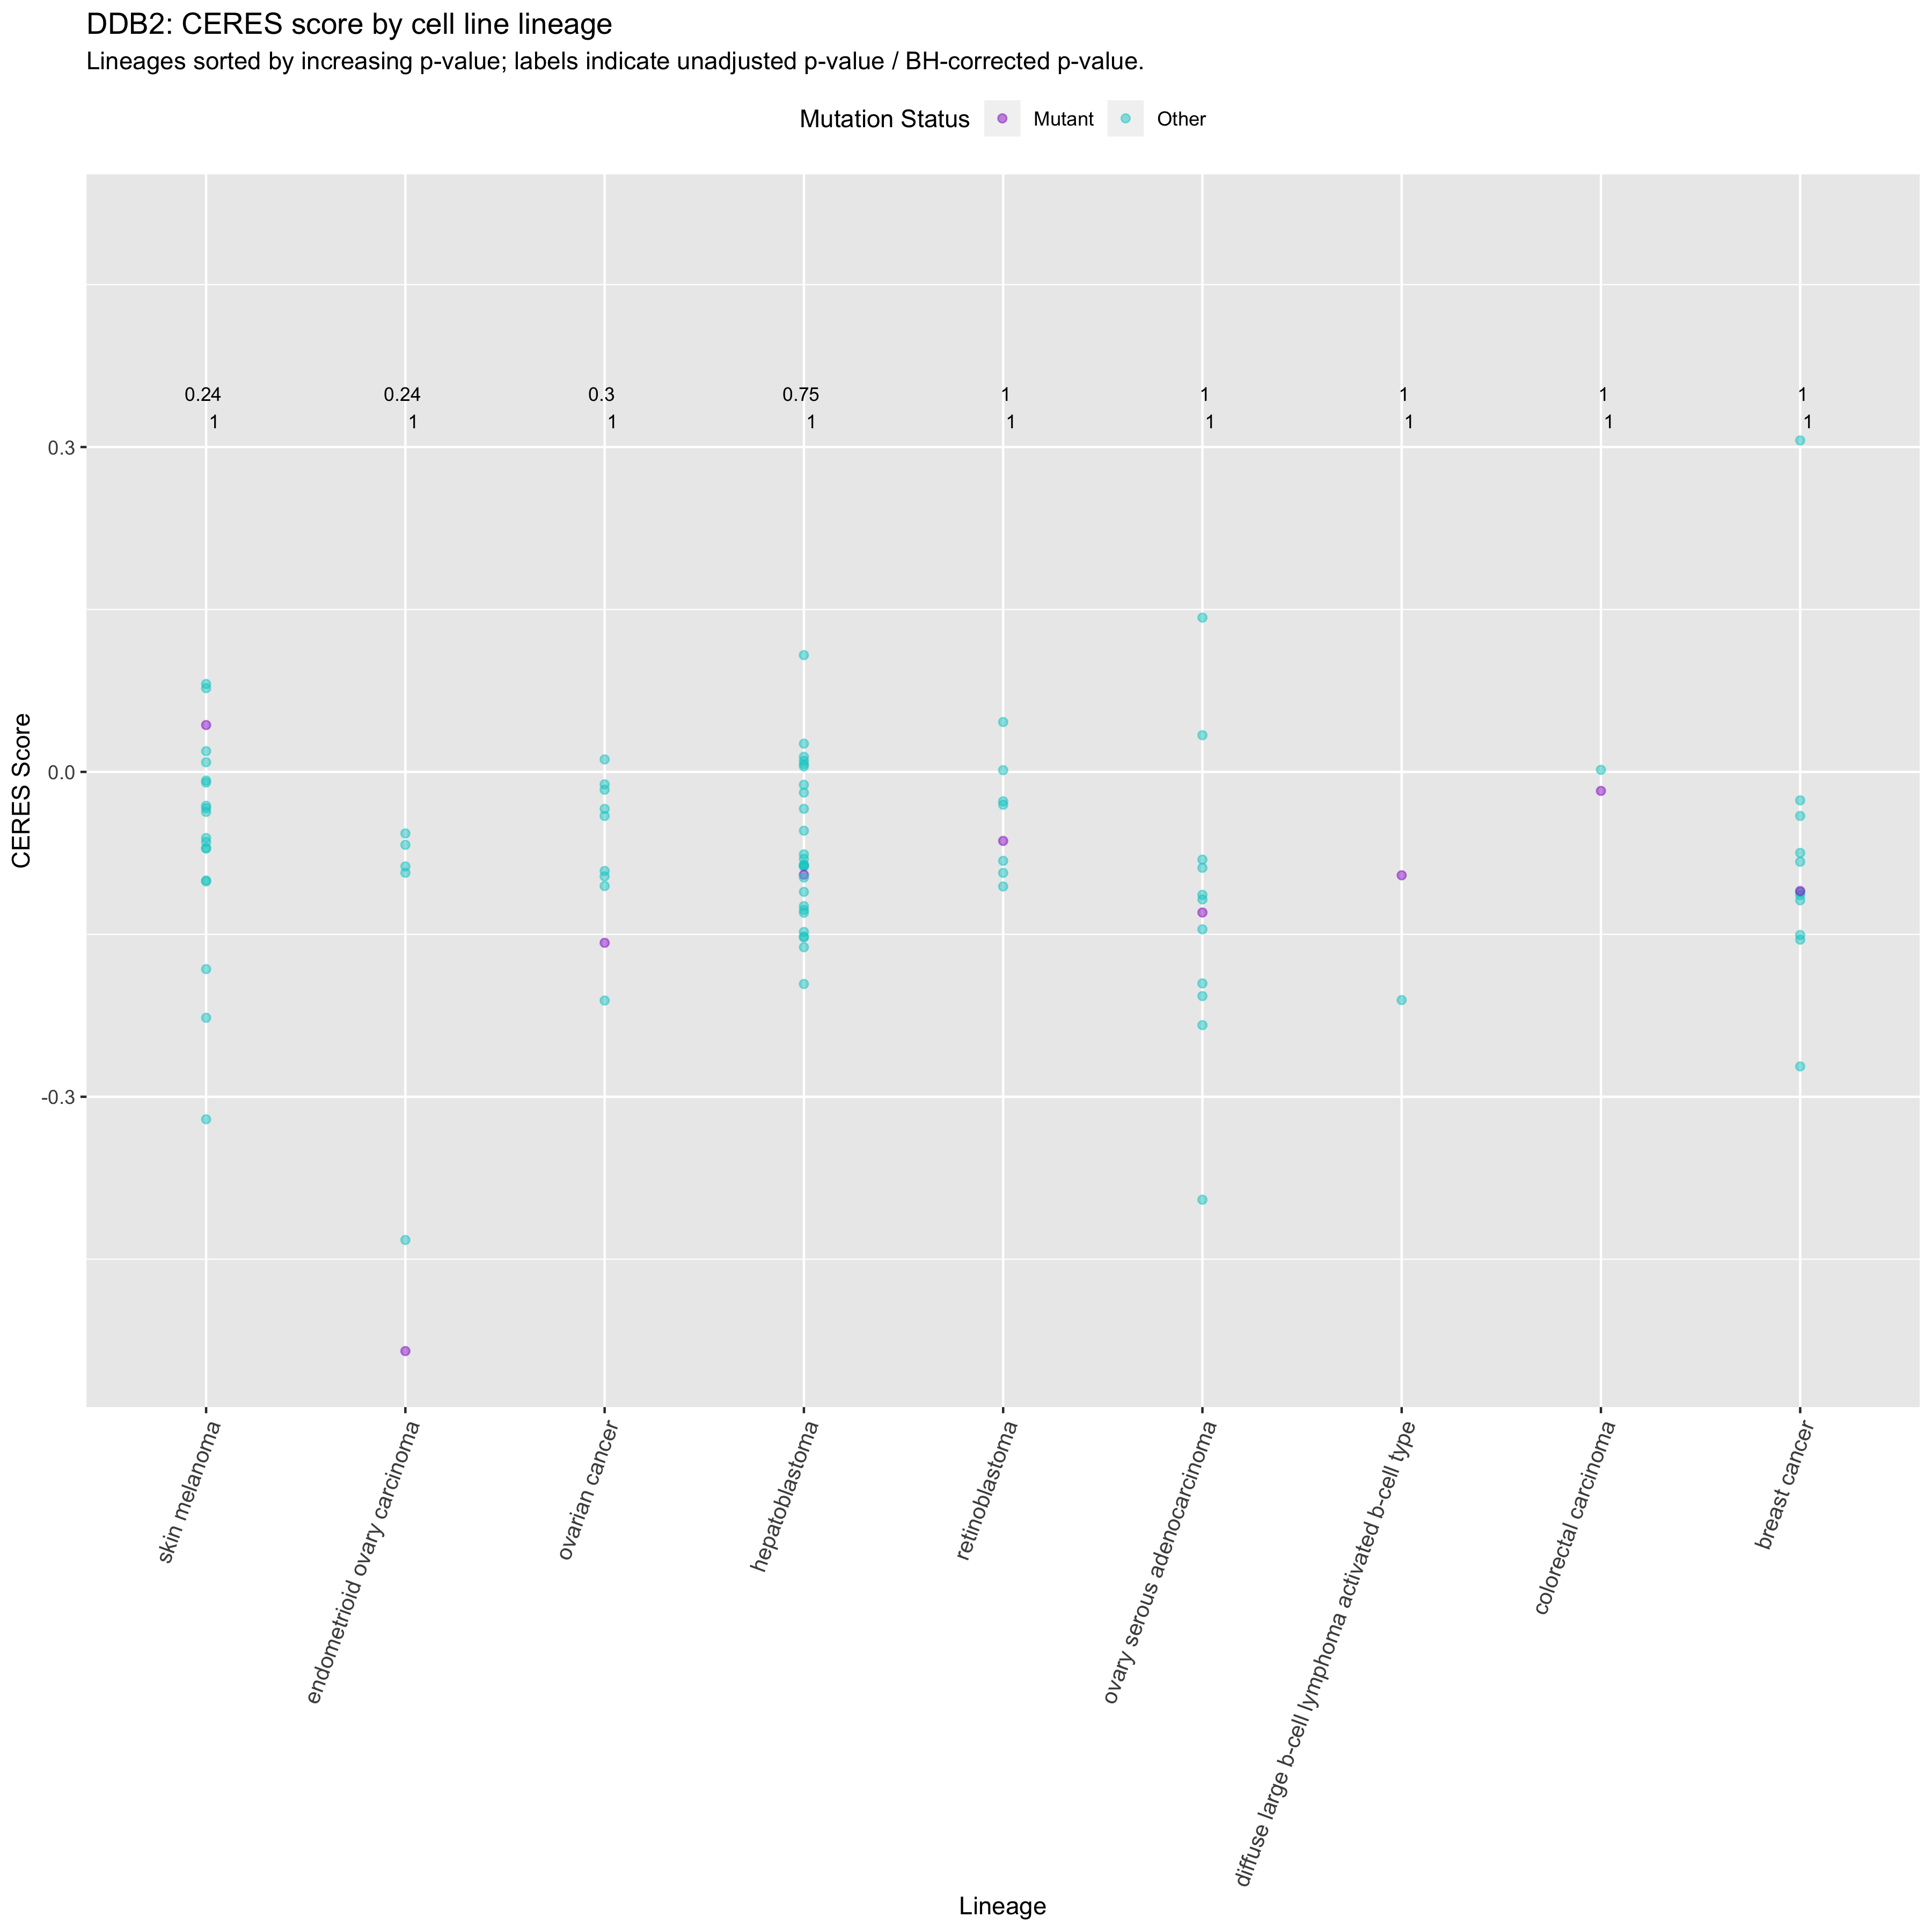 DDB2: CERES score by cell line lineage
Lineages sorted by increasing p-value; labels indicate unadjusted p-value / BH-corrected p-value.
Mutation Status Mutant Other
0.24 0.24 0.3 0.75 1 1 1 1 1
1 1 1 1 1 1 1 1 1
0.3
0.0
-0.3
CERES Score
skin melanoma
endometrioid ovary carcinoma
ovarian cancer
hepatoblastoma
retinoblastoma
ovary serous adenocarcinoma
diffuse large b-cell lymphoma activated b-cell type
colorectal carcinoma
breast cancer
Lineage